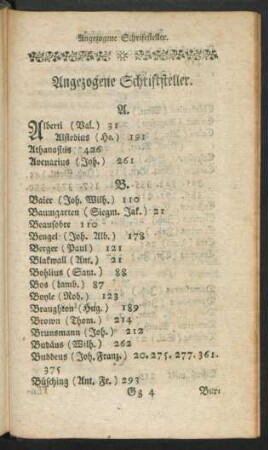 Angezogene Schriftsteller.
Angezogene Schriftsteller.
A.
Alberti (Val.) 31
Alstedius (He.) 191
Athanasius 426
Avenarius (Joh.) 261
B.
Baier (Joh. Wilh.) 110
Baumgarten (Siegm. Jak.) 21
Beausobre 110
Bengel (Joh. Alb.) 178
Berger (Paul) 121
Blakwall (Ant.) 21
Bohlius (Sam.) 88
Bos (Lamb.) 87
Boyle (Rob.) 123
Braughton (Hug.) 189
Brown (Thom.) 214
Brunsmann (Joh.) 212
Budäus (Wilh.) 262
Buddeus (Joh. Franz.) 20. 275. 277. 361.
375
Büsching (Ant. Fr.) 293
Gg 4